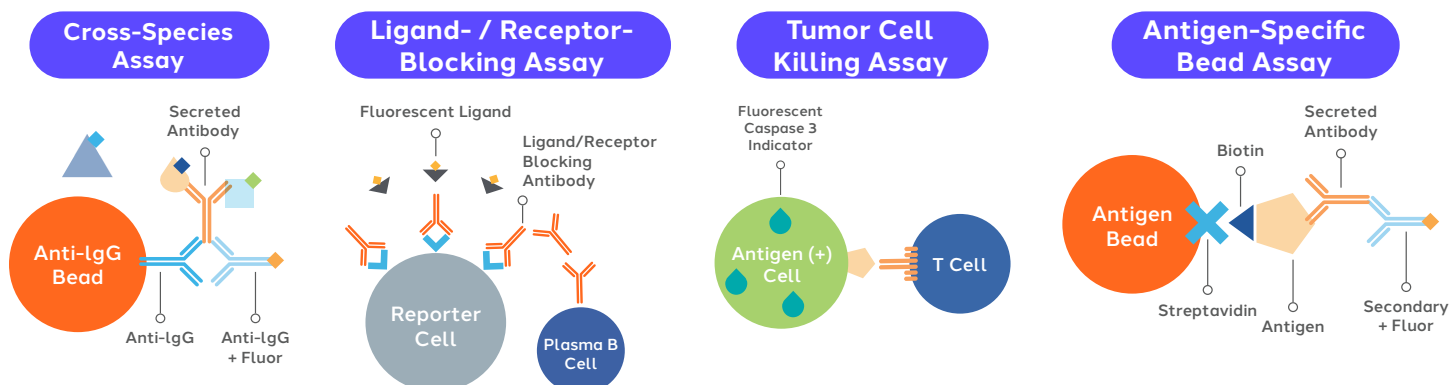 Cross-Species
Assay
Secreted
Antibody
Anti-IgG
Bead
Anti-IgG
Anti-IgG
+ Fluor
Ligand- / Receptor-
Blocking Assay
Fluorescent Ligand
Ligand/Receptor
Blocking
Antibody
Reporter
Cell
Plasma B
Cell
Tumor Cell
Killing Assay
Fluorescent
Caspase 3
Indicator
Antigen (+)
Cell
T Cell
Antigen-Specific
Bead Assay
Secreted
Antibody
Biotin
Antigen
Bead
Streptavidin
Antigen
Secondary
+ Fluor